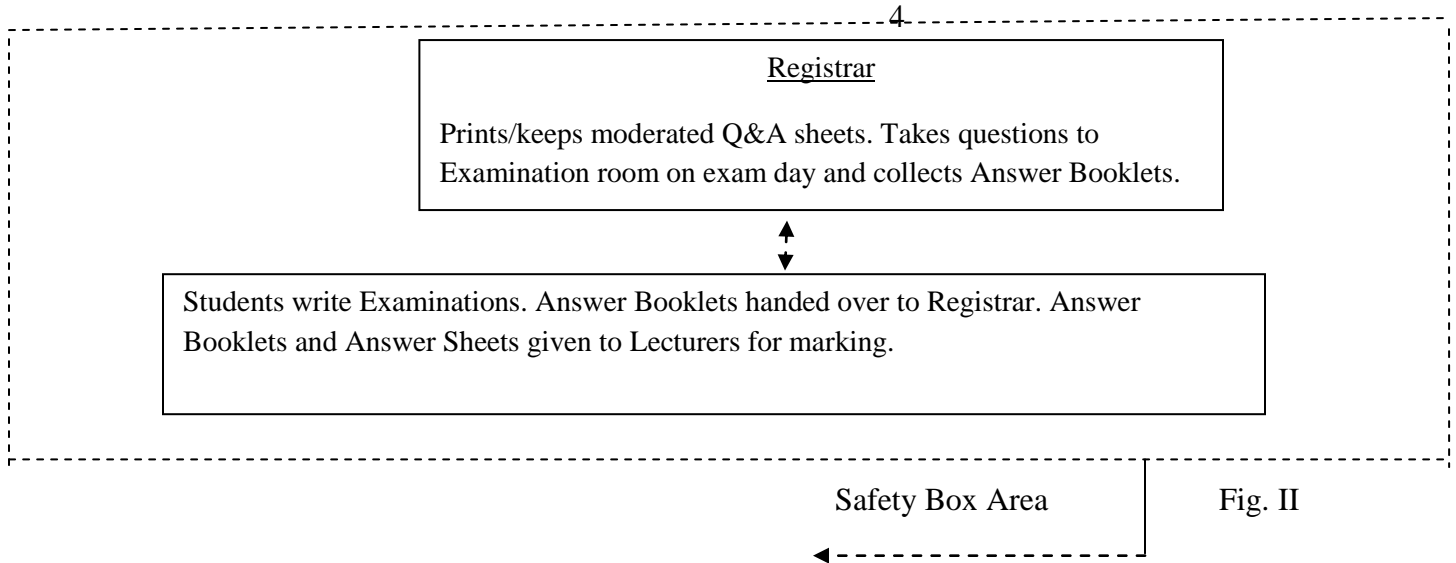 4
Registrar
Prints/keeps moderated Q&A sheets. Takes questions to
Examination room on exam day and collects Answer Booklets.
Students write Examinations. Answer Booklets handed over to Registrar. Answer
Booklets and Answer Sheets given to Lecturers for marking.
Safety Box Area Fig. II